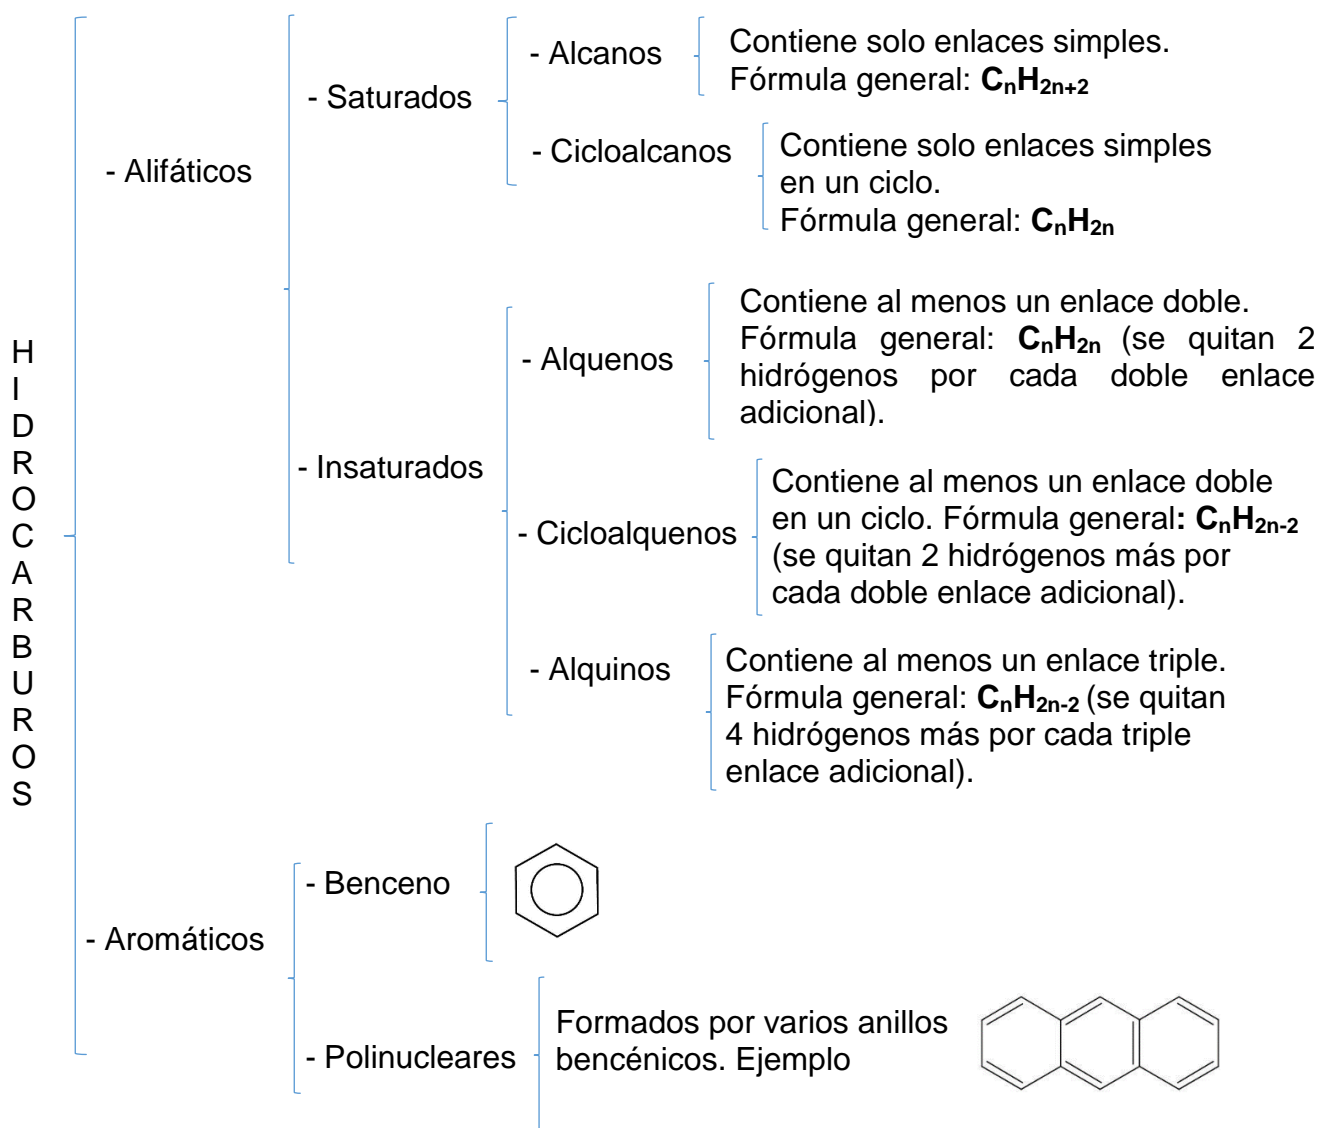 HIDROCARBUROS
- Alifáticos
- Saturados
- Alcanos
Contiene solo enlaces simples.
Fórmula general: CnH2n+2
- Cicloalcanos
Contiene solo enlaces simples
en un ciclo.
Fórmula general: CnH2n
- Insaturados
- Alquenos
Contiene al menos un enlace doble.
Fórmula general: CnH2n (se quitan 2
hidrógenos por cada doble enlace
adicional).
- Cicloalquenos
Contiene al menos un enlace doble
en un ciclo. Fórmula general: CnH2n-2
(se quitan 2 hidrógenos más por
cada doble enlace adicional).
- Alquinos
Contiene al menos un enlace triple.
Fórmula general: CnH2n-2 (se quitan
4 hidrógenos más por cada triple
enlace adicional).
- Aromáticos
- Benceno
- Polinucleares
Formados por varios anillos
bencénicos. Ejemplo